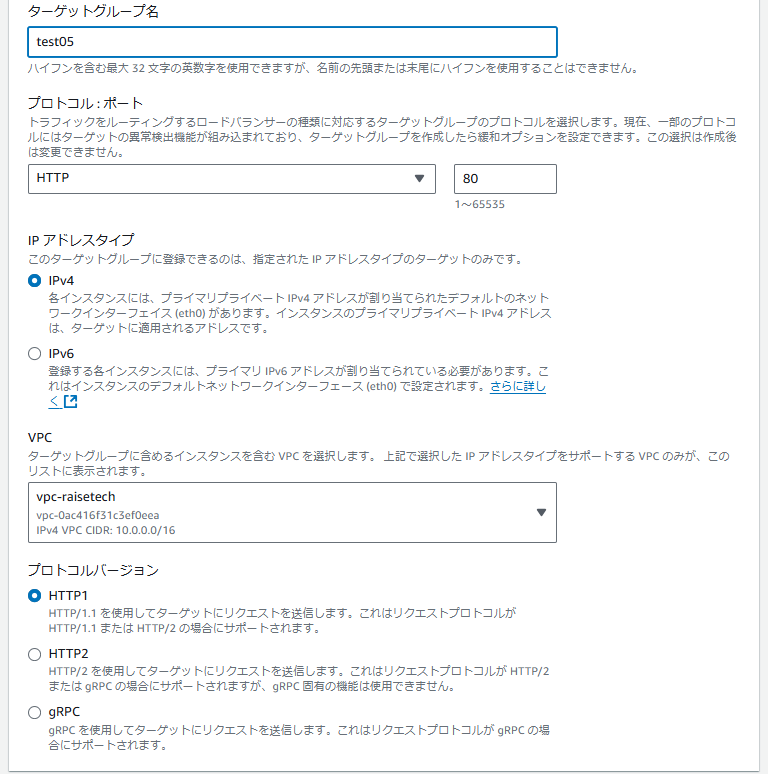 ターゲットグループ名
test05
ハイフンを含む最大 32 文字の英数字を使用できますが、名前の先頭または末尾にハイフンを使用することはできません。
プロトコル : ポート
トラフィックをルーティングするロードバランサーの種類に対応するターゲットグループのプロトコルを選択します。現在、一部のプロトコ
ルにはターゲットの異常検出機能が組み込まれており、ターゲットグループを作成したら緩和オプションを設定できます。この選択は作成後
は変更できません。
HTTP
80
1～65535
IP アドレスタイプ
このターゲットグループに登録できるのは、指定された IP アドレスタイプのターゲットのみです。
IPv4
各インスタンスには、プライマリプライベート IPv4 アドレスが割り当てられたデフォルトのネット
ワークインターフェイス (eth0) があります。インスタンスのプライマリプライベート IPv4 アドレス
は、ターゲットに適用されるアドレスです。
IPv6
登録する各インスタンスには、プライマリ IPv6 アドレスが割り当てられている必要があります。こ
れはインスタンスのデフォルトネットワークインターフェース (eth0) で設定されます。さらに詳し
く
VPC
ターゲットグループに含めるインスタンスを含む VPC を選択します。 上記で選択した IP アドレスタイプをサポートする VPC のみが、この
リストに表示されます。
vpc-raisetech
vpc-0ac416f31c3ef0eea
IPv4 VPC CIDR: 10.0.0.0/16
プロトコルバージョン
HTTP1
HTTP/1.1 を使用してターゲットにリクエストを送信します。これはリクエストプロトコルが
HTTP/1.1 または HTTP/2 の場合にサポートされます。
HTTP2
HTTP/2 を使用してターゲットにリクエストを送信します。これはリクエストプロトコルが HTTP/2
または gRPC の場合にサポートされますが、gRPC 固有の機能は使用できません。
gRPC
gRPC を使用してターゲットにリクエストを送信します。これはリクエストプロトコルが gRPC の場
合にサポートされます。